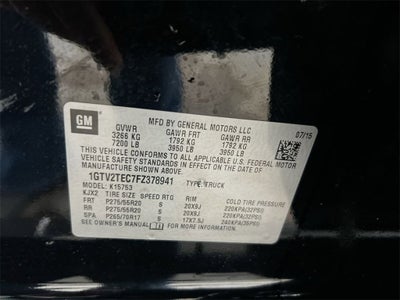 GM
MFD BY GENERAL MOTORS LLC
07/15
GVWR GAWR FRT GAWR RR
3266 KG 1792 KG 1792 KG
7200 LB 3950 LB 3950 LB
THIS VEHICLE CONFORMS TO ALL APPLICABLE U.S. FEDERAL
MOTOR VEHICLE SAFETY STANDARDS IN
EFFECT ON THE DATE OF
MANUFACTURE SHOWN ABOVE.
1GTV2TEC7FZ378941 TYPE: TRUCK
MODEL: K15753
KJX2 TIRE SIZE SPEED RTG RIM COLD TIRE PRESSURE
FRT P275/55R20 S 20X9J 220KPA(32PSI)
RR P275/55R20 S 20X9J 220KPA(32PSI)
SPA P265/70R17 S 17X7.5J
SEE OWNER'S MANUAL FOR ADDITIONAL INFORMATION.